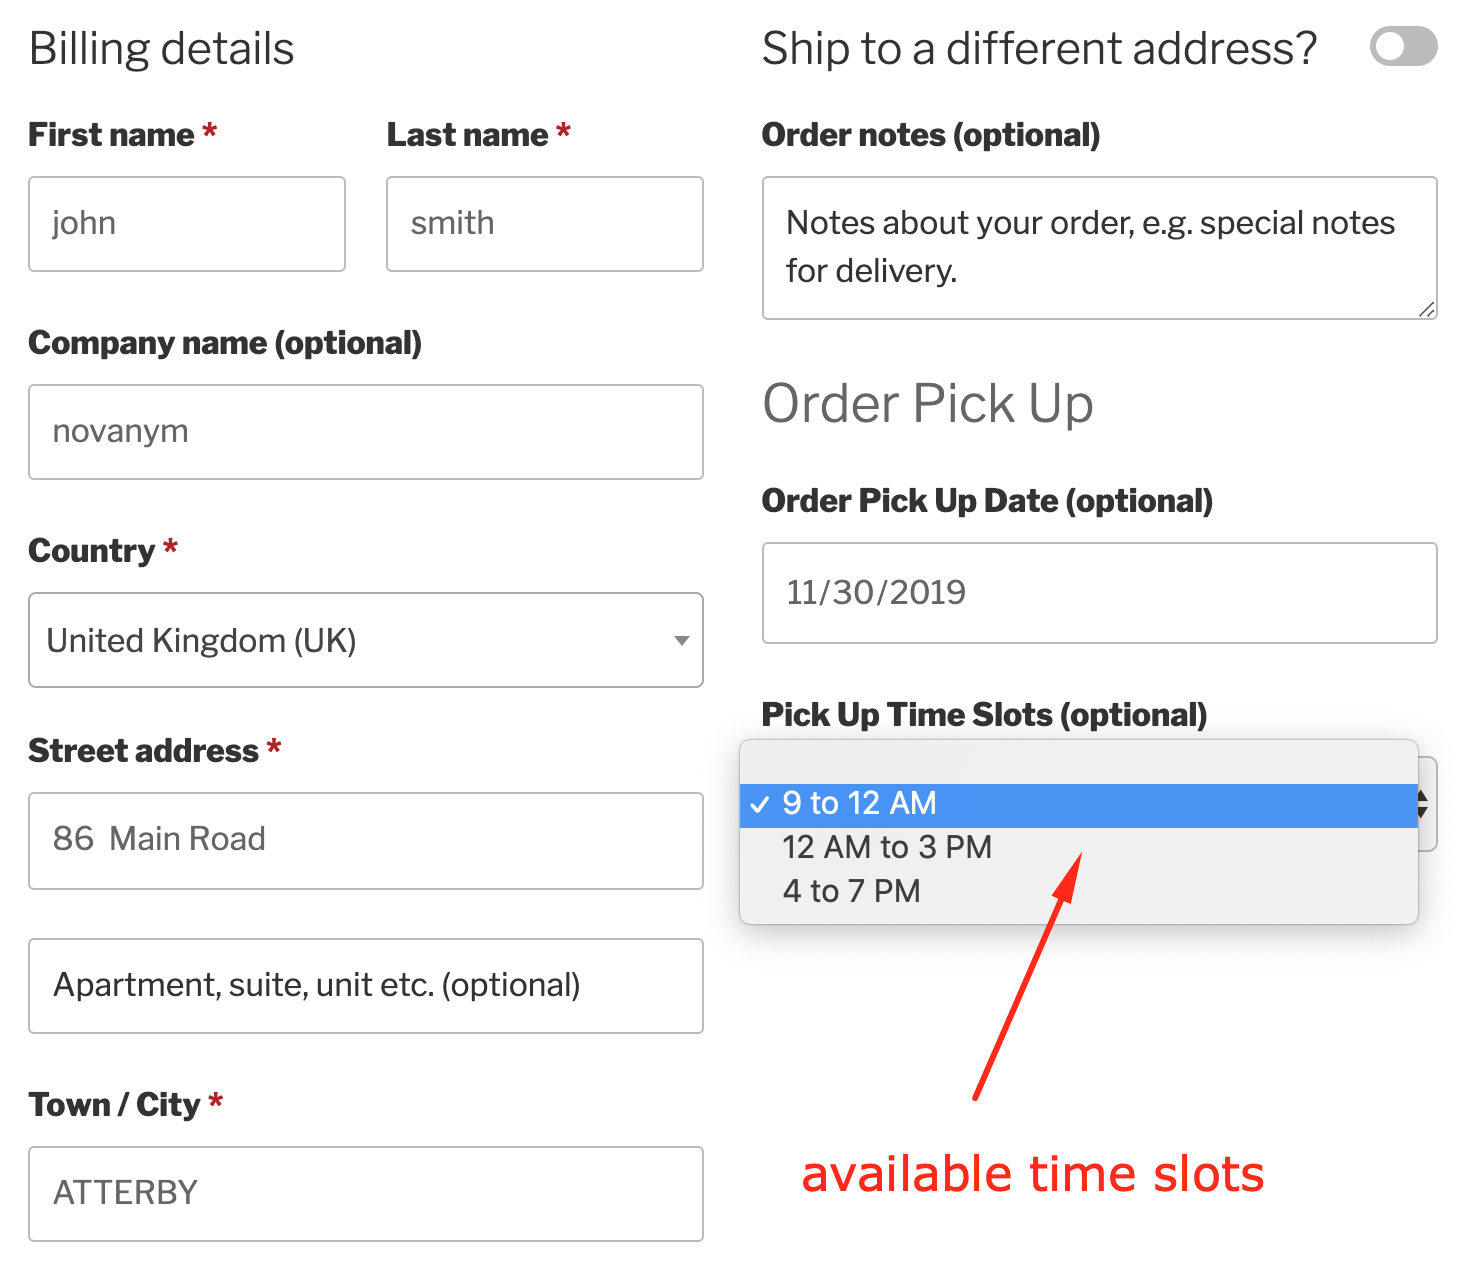 Billing details
First name *
Last name *
john
smith
Company name (optional)
novanym
Country *
United Kingdom (UK)
Street address *
86  Main Road
Apartment, suite, unit etc. (optional)
Town / City *
ATTERBY
Ship to a different address?
Order notes (optional)
Notes about your order, e.g. special notes
for delivery.
Order Pick Up
Order Pick Up Date (optional)
11/30/2019
Pick Up Time Slots (optional)
✓ 9 to 12 AM
12 AM to 3 PM
4 to 7 PM
available time slots